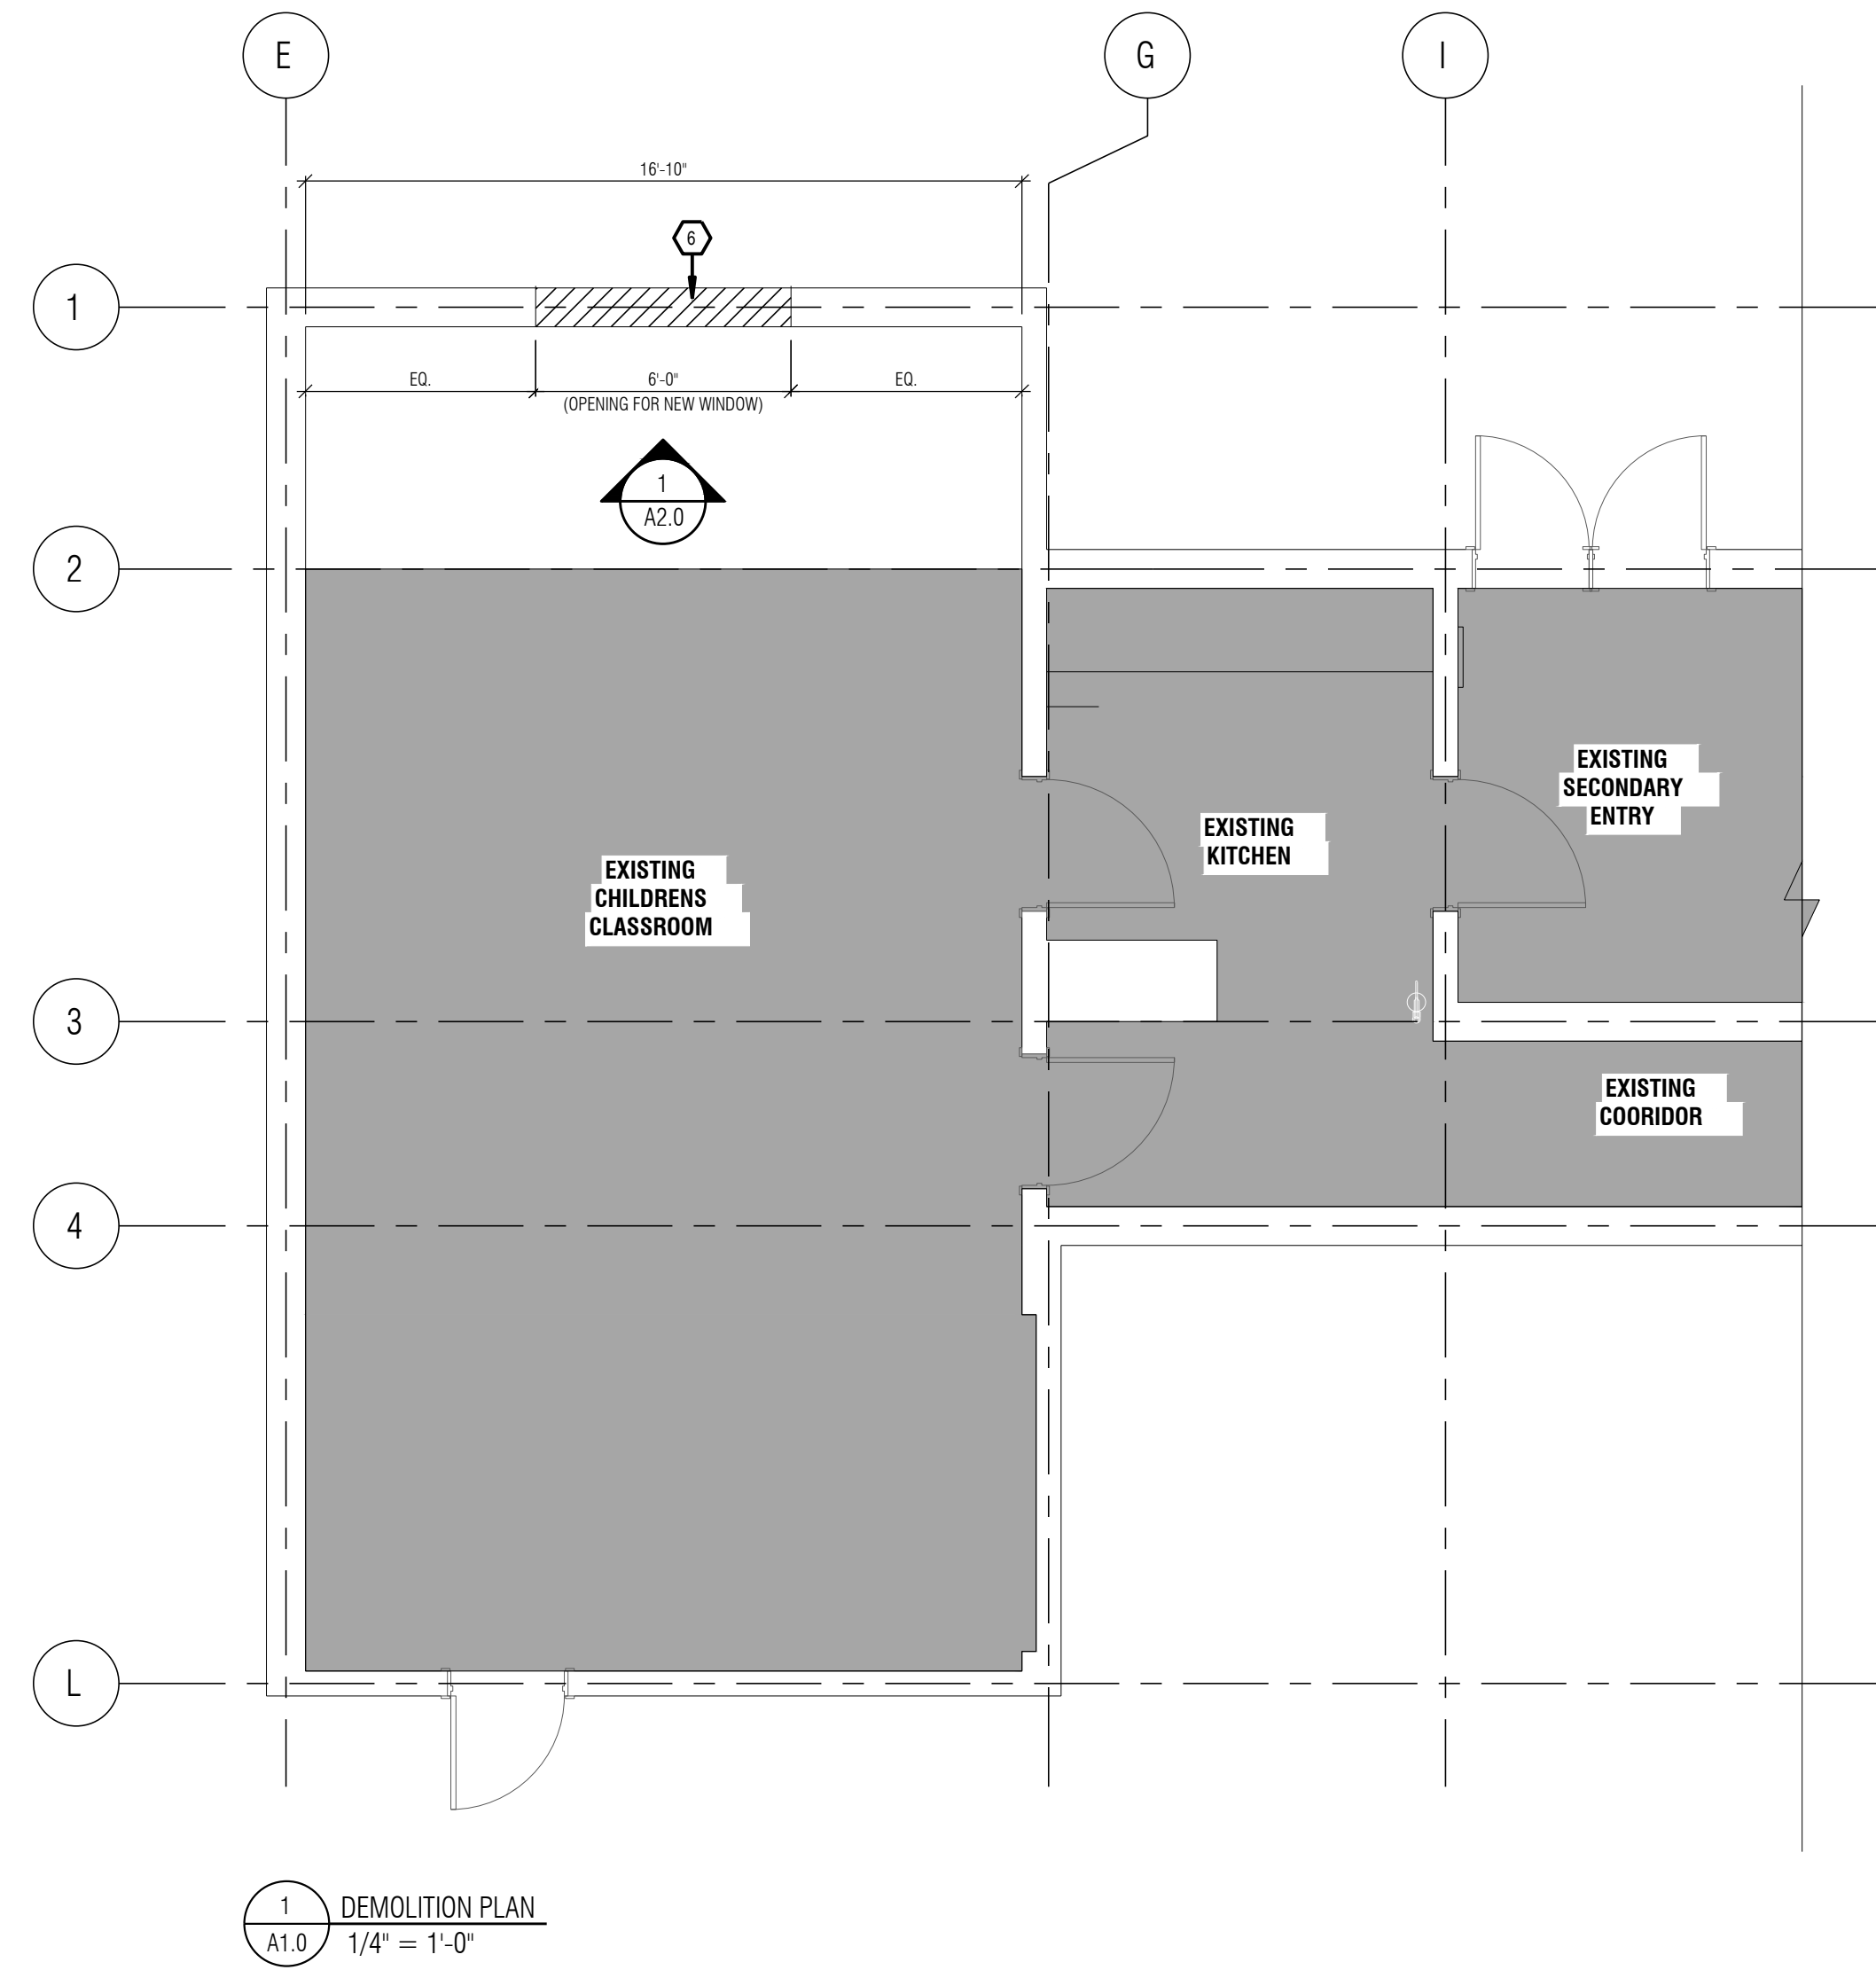 E
G
I
16'-10"
6
1
EQ.
6'-0"
EQ.
(OPENING FOR NEW WINDOW)
1
A2.0
2
EXISTING
SECONDARY
ENTRY
EXISTING
KITCHEN
EXISTING
CHILDRENS
CLASSROOM
3
EXISTING
COORIDOR
4
L
1
A1.0
DEMOLITION PLAN
1/4" = 1'-0"